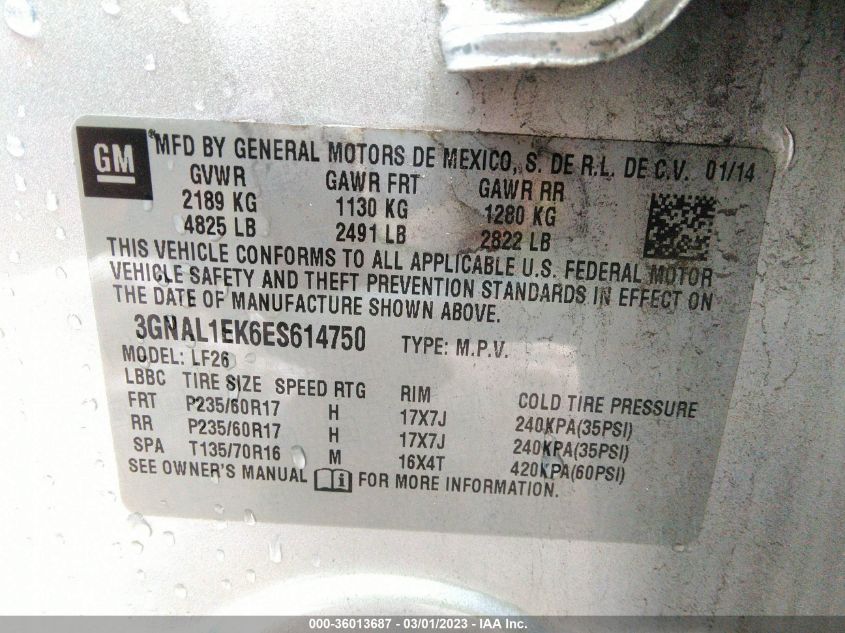 GM
MFD BY GENERAL MOTORS DE MEXICO, S. DE R.L. DE C.V. 01/14
GVWR GAWR FRT GAWR RR
2189 KG 1130 KG 1280 KG
4825 LB 2491 LB 2822 LB
THIS VEHICLE CONFORMS TO ALL APPLICABLE U.S. FEDERAL MOTOR
VEHICLE SAFETY AND THEFT PREVENTION STANDARDS IN EFFECT ON
THE DATE OF MANUFACTURE SHOWN ABOVE.
3GNAL1EK6ES614750 TYPE: M.P.V.
MODEL: LF26
LBBC TIRE SIZE SPEED RTG RIM COLD TIRE PRESSURE
FRT P235/60R17 H 17X7J 240KPA(35PSI)
RR P235/60R17 H 17X7J 240KPA(35PSI)
SPA T135/70R16 M 16X4T 420KPA(60PSI)
SEE OWNER'S MANUAL i FOR MORE INFORMATION.
000-36013687 - 03/01/2023 - IAA Inc.